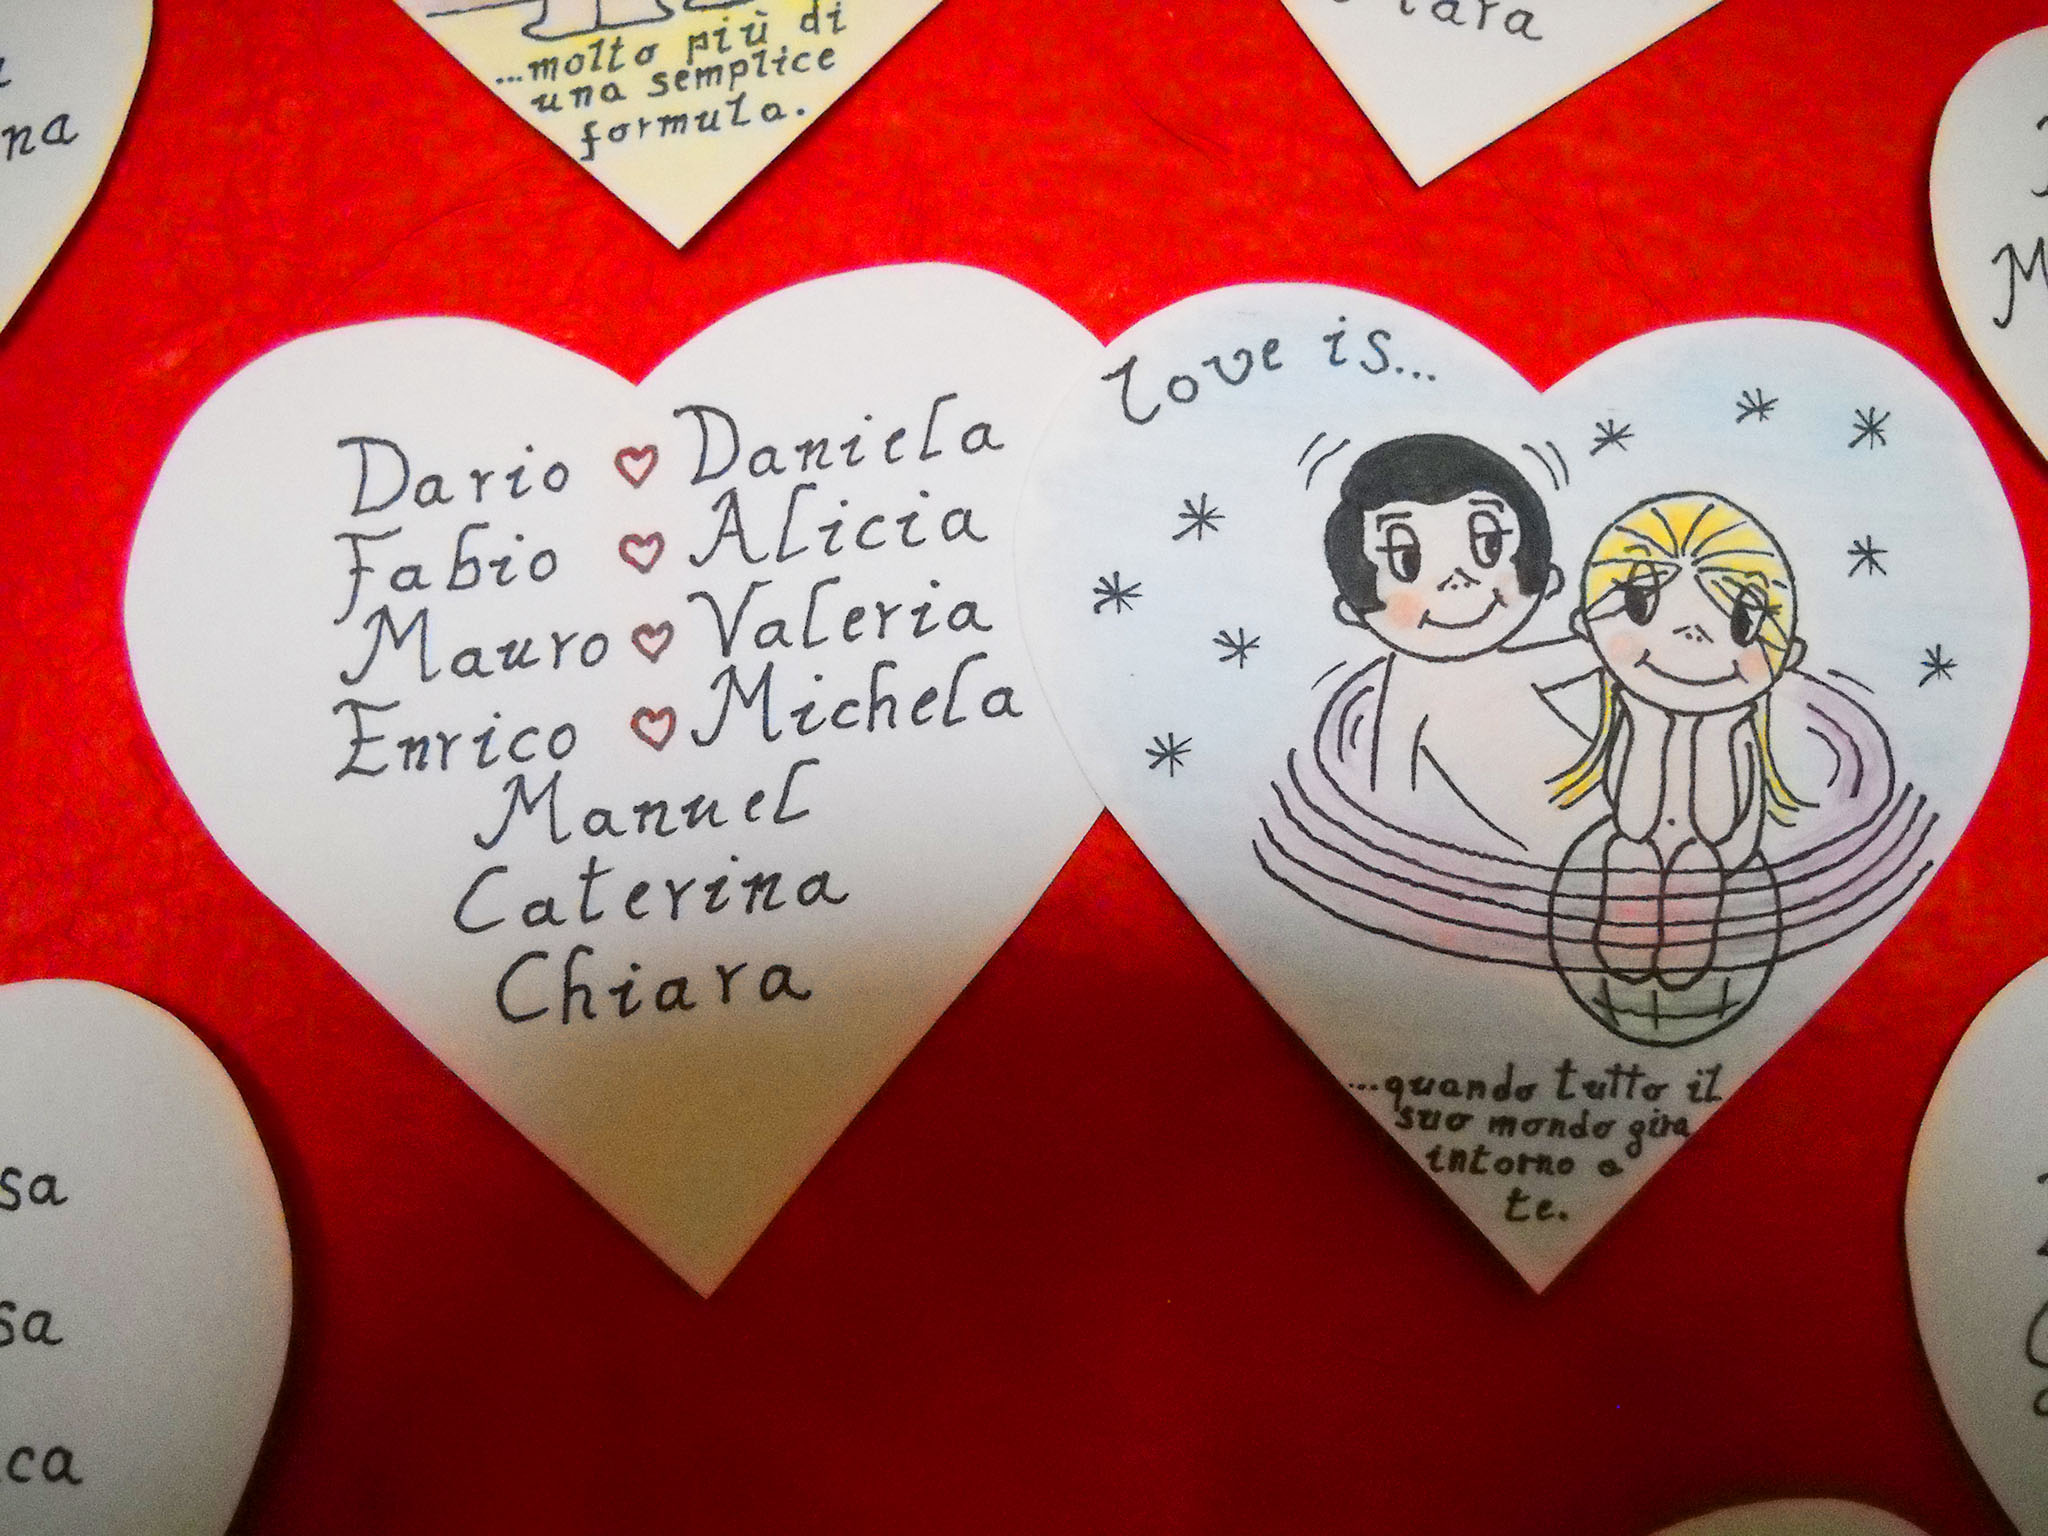 ...molto più di
una semplice
formula.
Dario Daniela
Fabio Alicia
Mauro Valeria
Enrico Michela
Manuel
Caterina
Chiara
love is...
...quando tutto il
suo mondo gira
intorno a
te.